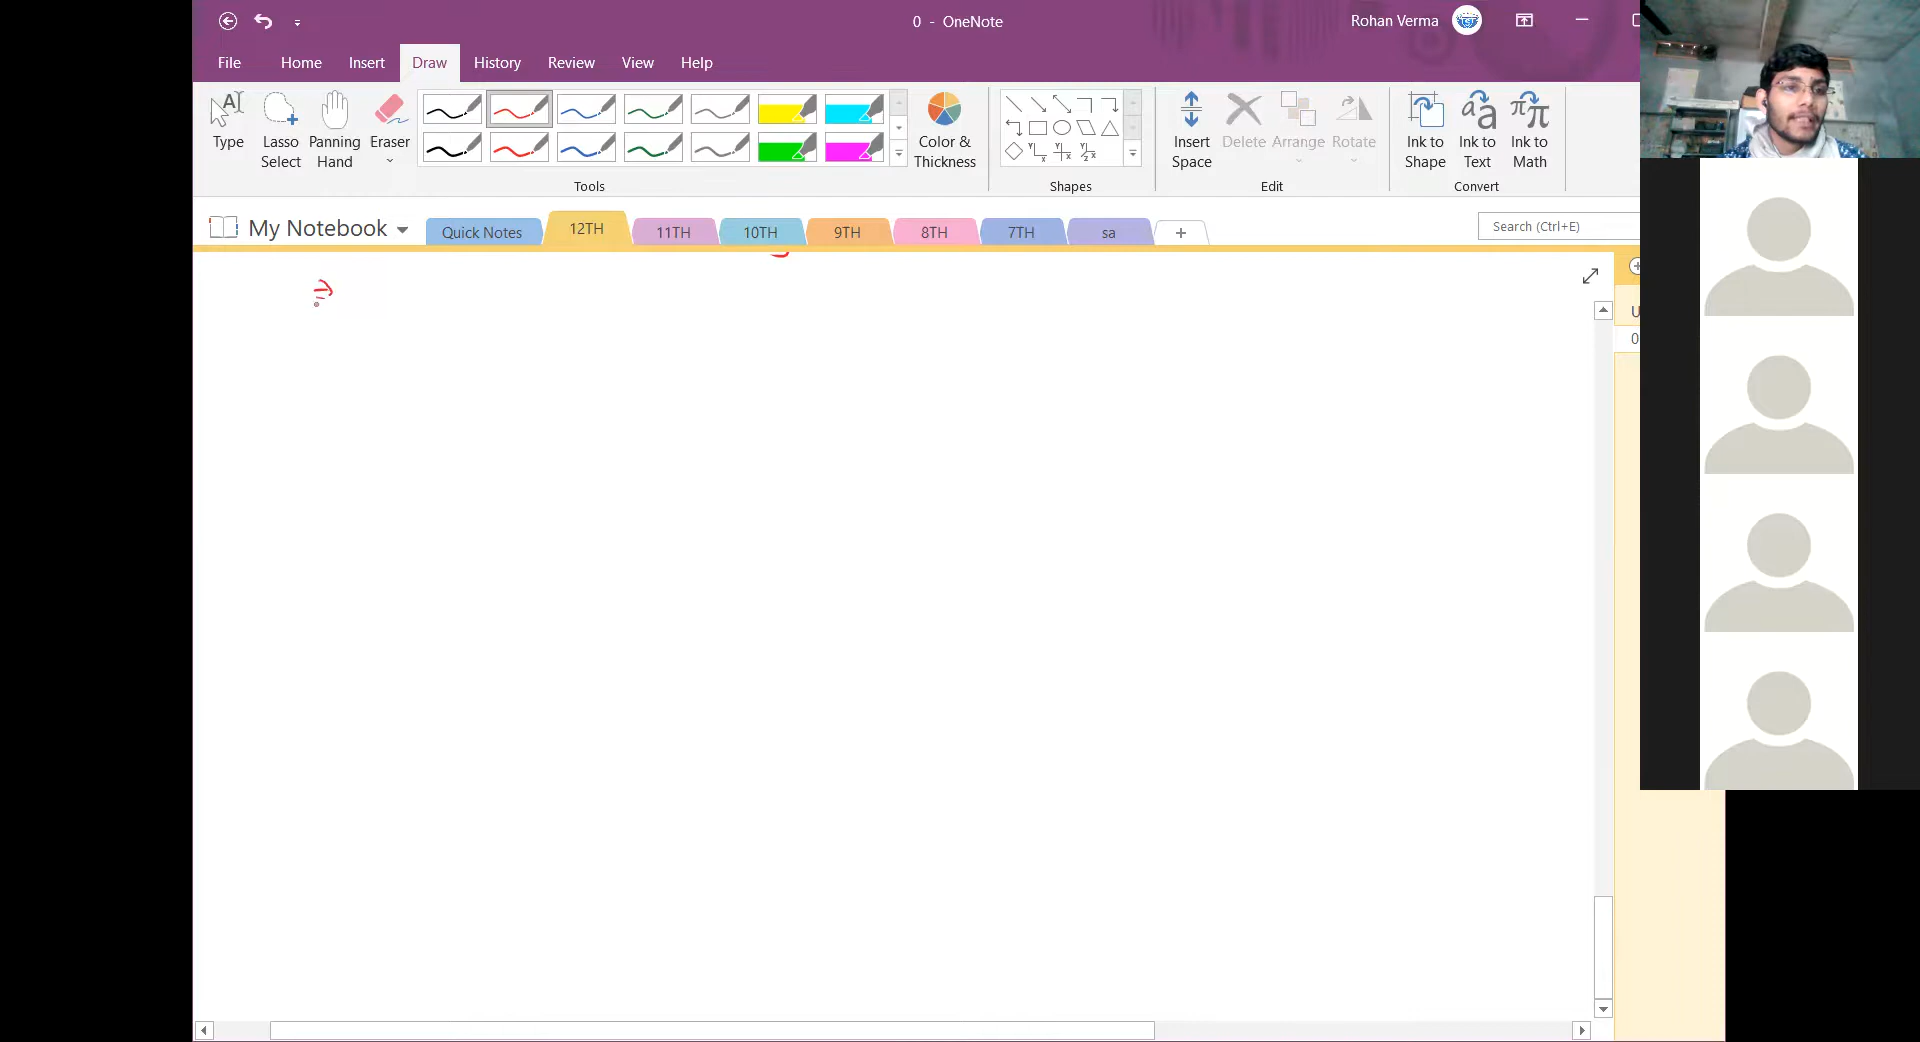 0 - OneNote
Rohan Verma
File Home Insert Draw History Review View Help
Type
Lasso Select
Panning Hand
Eraser
Color & Thickness
Insert Space
Delete
Arrange
Rotate
Ink to Shape
Ink to Text
Ink to Math
Tools
Shapes
Edit
Convert
My Notebook
Quick Notes 12TH 11TH 10TH 9TH 8TH 7TH sa +
Search (Ctrl+E)
U
0